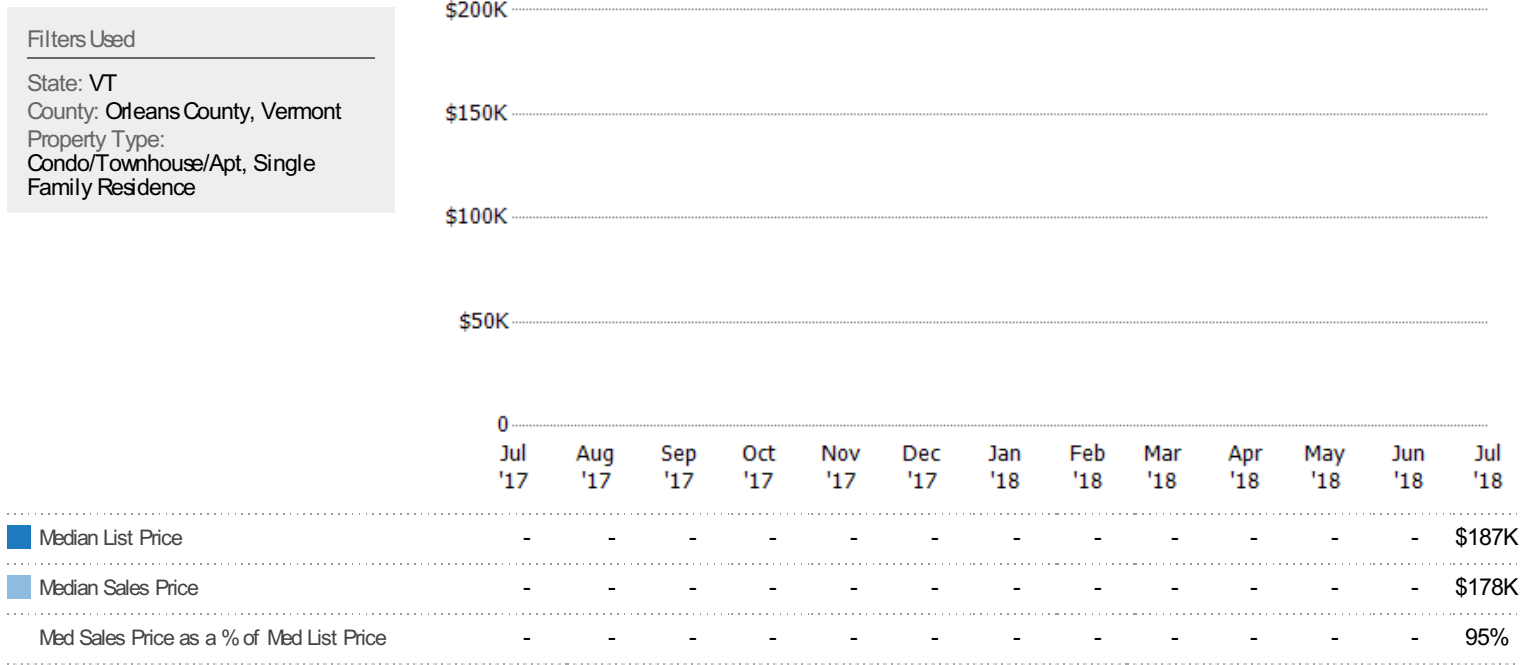 Filters Used
State: VT
County: Orleans County, Vermont
Property Type:
Condo/Townhouse/Apt, Single
Family Residence
$200K
$150K
$100K
$50K
0
Jul Aug Sep Oct Nov Dec Jan Feb Mar Apr May Jun Jul
'17 '17 '17 '17 '17 '17 '18 '18 '18 '18 '18 '18 '18
Median List Price - - - - - - - - - - - - $187K
Median Sales Price - - - - - - - - - - - - $178K
Med Sales Price as a % of Med List Price - - - - - - - - - - - - 95%